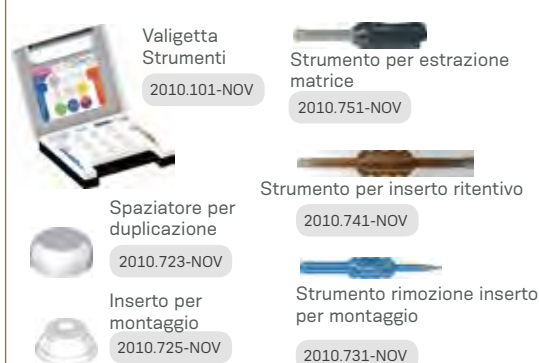 Valigetta
Strumenti
2010.101-NOV
Strumento per estrazione
matrice
2010.751-NOV
Strumento per inserto ritentivo
2010.741-NOV
Spaziatore per
duplicazione
2010.723-NOV
Inserto per
montaggio
2010.725-NOV
Strumento rimozione inserto
per montaggio
2010.731-NOV